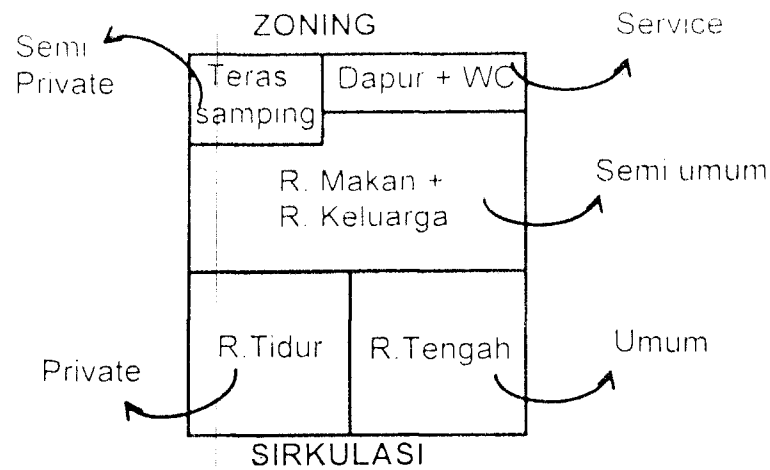 ZONING
Semi
Private
Service
Teras
samping
Dapur + WC
R. Makan +
R. Keluarga
Semi umum
R.Tidur
R.Tengah
Private
Umum
SIRKULASI